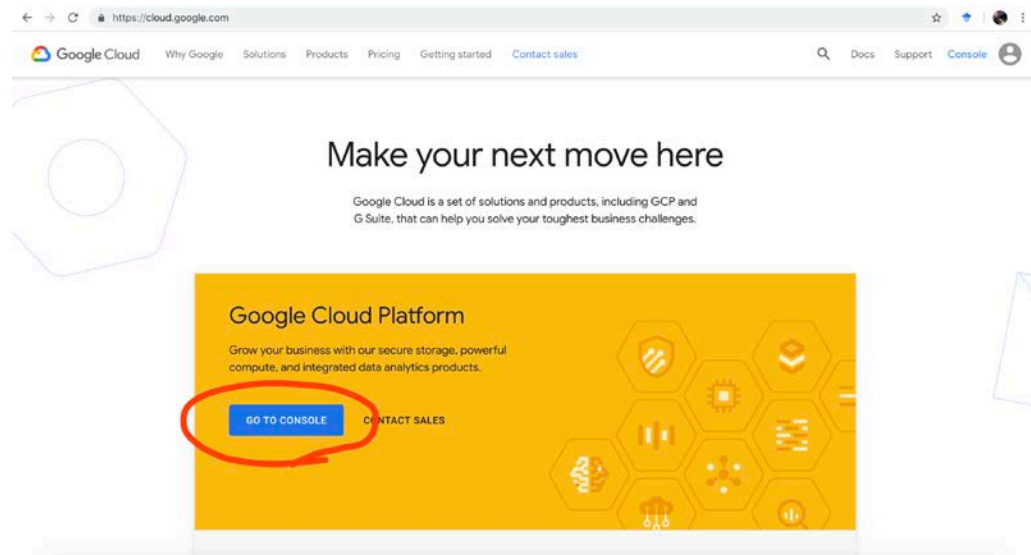 https://cloud.google.com
Google Cloud Why Google Solutions Products Pricing Getting started Contact sales Docs Support Console
Make your next move here
Google Cloud is a set of solutions and products, including GCP and
G Suite, that can help you solve your toughest business challenges.
Google Cloud Platform
Grow your business with our secure storage, powerful
compute, and integrated data analytics products.
GO TO CONSOLE CONTACT SALES